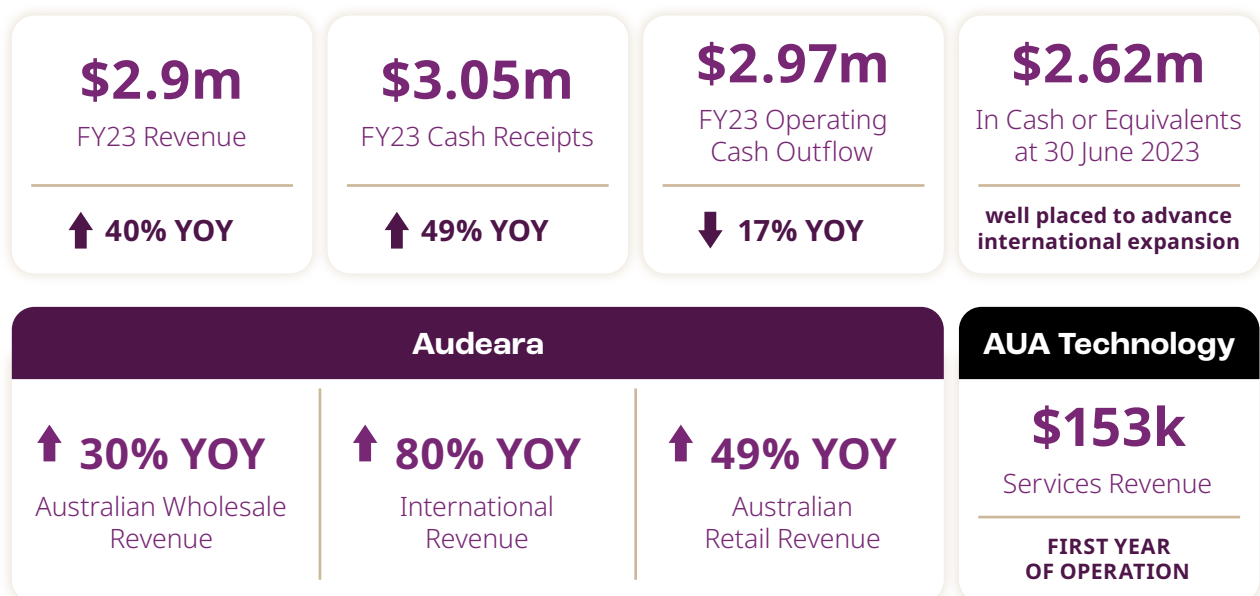 $2.9m
FY23 Revenue
40% YOY
$3.05m
FY23 Cash Receipts
49% YOY
$2.97m
FY23 Operating
Cash Outflow
17% YOY
$2.62m
In Cash or Equivalents
at 30 June 2023
well placed to advance
international expansion
Audeara
30% YOY
Australian Wholesale
Revenue
80% YOY
International
Revenue
49% YOY
Australian
Retail Revenue
AUA Technology
$153k
Services Revenue
FIRST YEAR
OF OPERATION